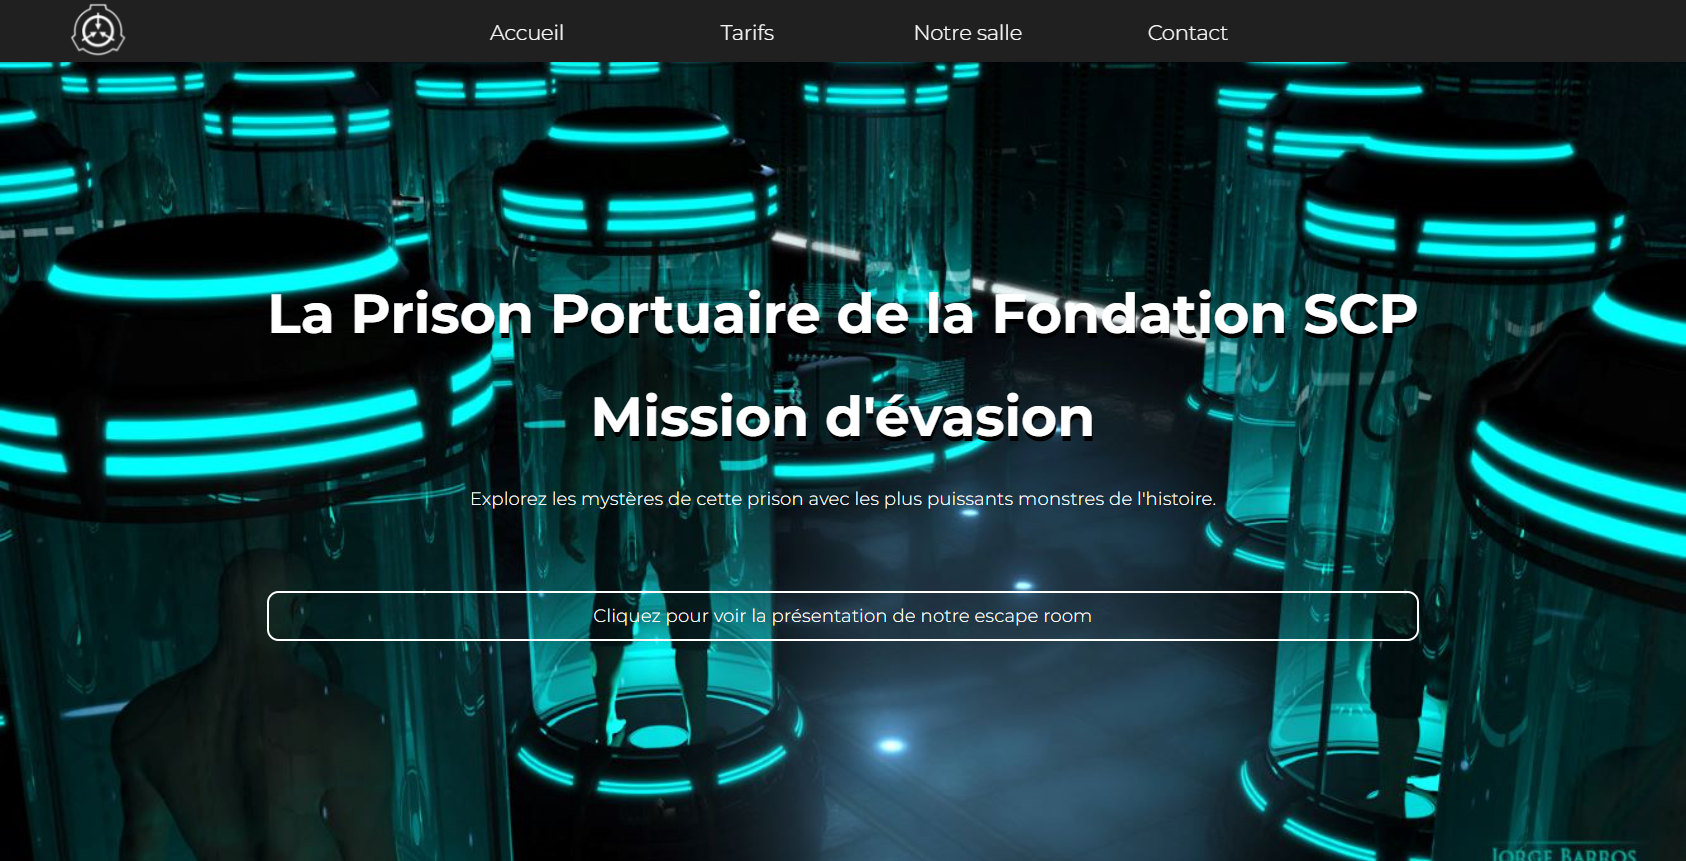 Accueil Tarifs Notre salle Contact
La Prison Portuaire de la Fondation SCP
Mission d'évasion
Explorez les mystères de cette prison avec les plus puissants monstres de l'histoire.
Cliquez pour voir la présentation de notre escape room
JORGE BARROS